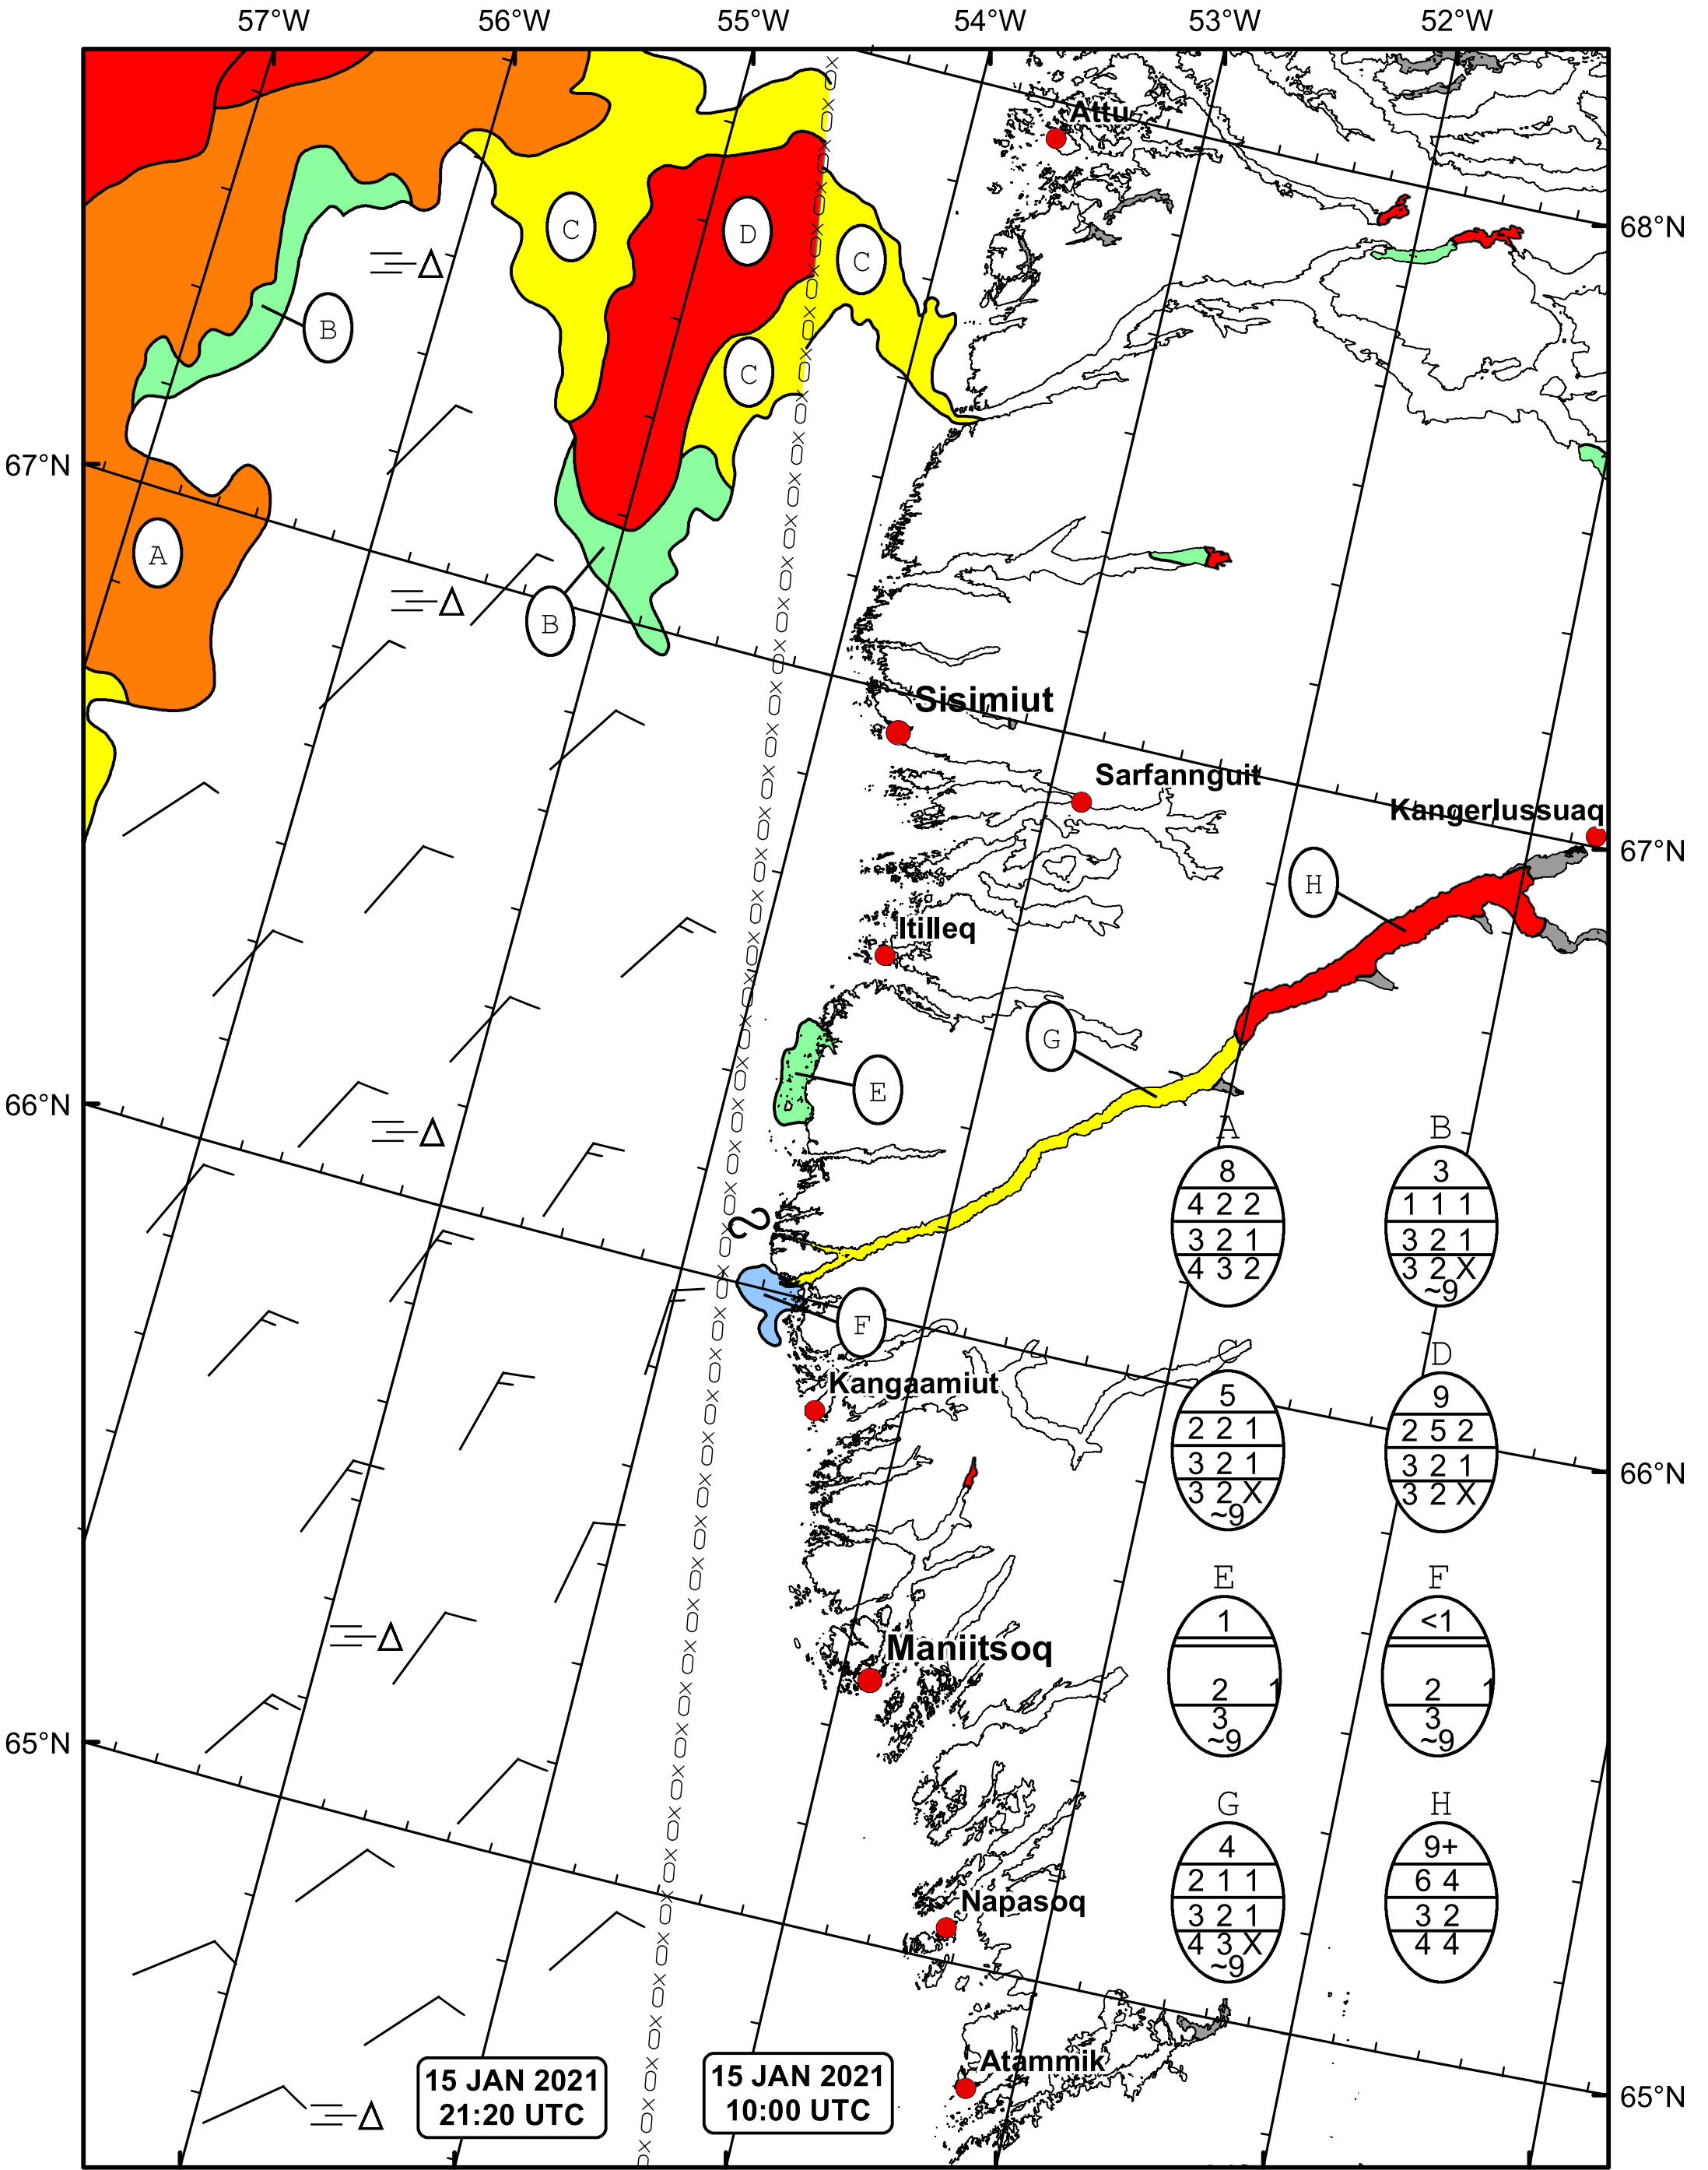 57°W 56°W 55°W 54°W 53°W 52°W
Attu
68°N
C
D
C
B
C
67°N
A
B
Sisimiut
Sarfannguit
Kangerlussuaq
67°N
H
Itilleq
G
E
66°N
A B
8 3
4 2 2 1 1 1
3 2 1 3 2 1
4 3 2 3 2 X
~9
F
C D
5 9
Kangaamiut
2 2 1 2 5 2
3 2 1 3 2 1
66°N
3 2 X 3 2 X
~9
E F
1 <1
Maniitsoq
2 1 2 1
3 3
~9 ~9
65°N
G H
4 9+
2 1 1 6 4
Napasoq
3 2 1 3 2
4 3 X 4 4
~9
Atammik
15 JAN 2021
21:20 UTC
15 JAN 2021
10:00 UTC
65°N